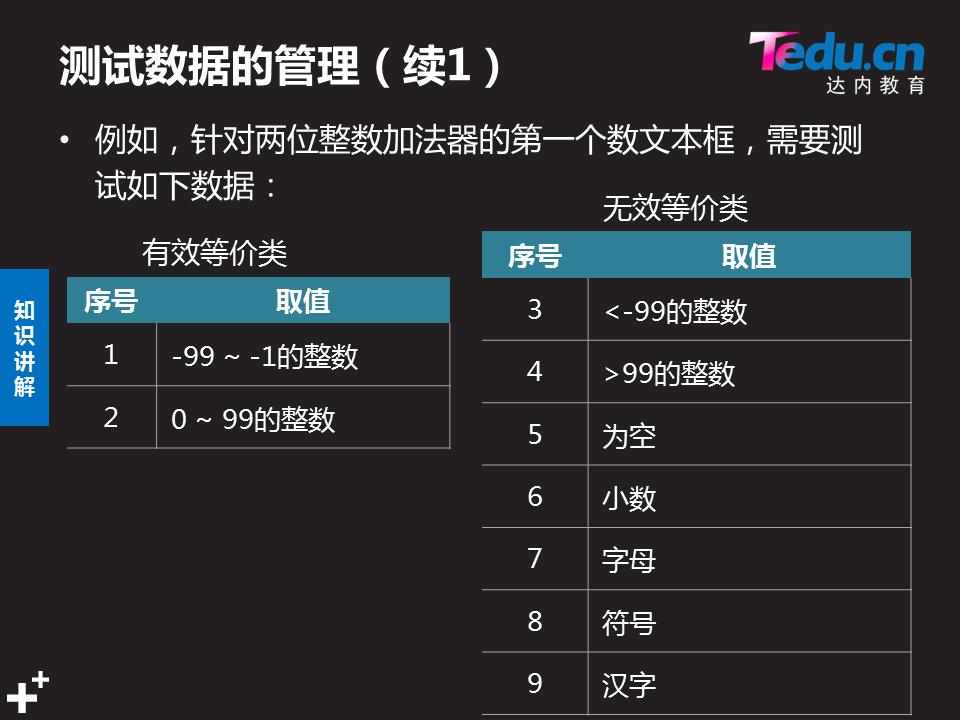 测试数据的管理（续1）
Tedu.cn
达内教育
• 例如，针对两位整数加法器的第一个数文本框，需要测
试如下数据：
有效等价类
序号 取值
1 -99 ~ -1的整数
2 0 ~ 99的整数
无效等价类
序号 取值
3 <-99的整数
4 >99的整数
5 为空
6 小数
7 字母
8 符号
9 汉字
知
识
讲
解